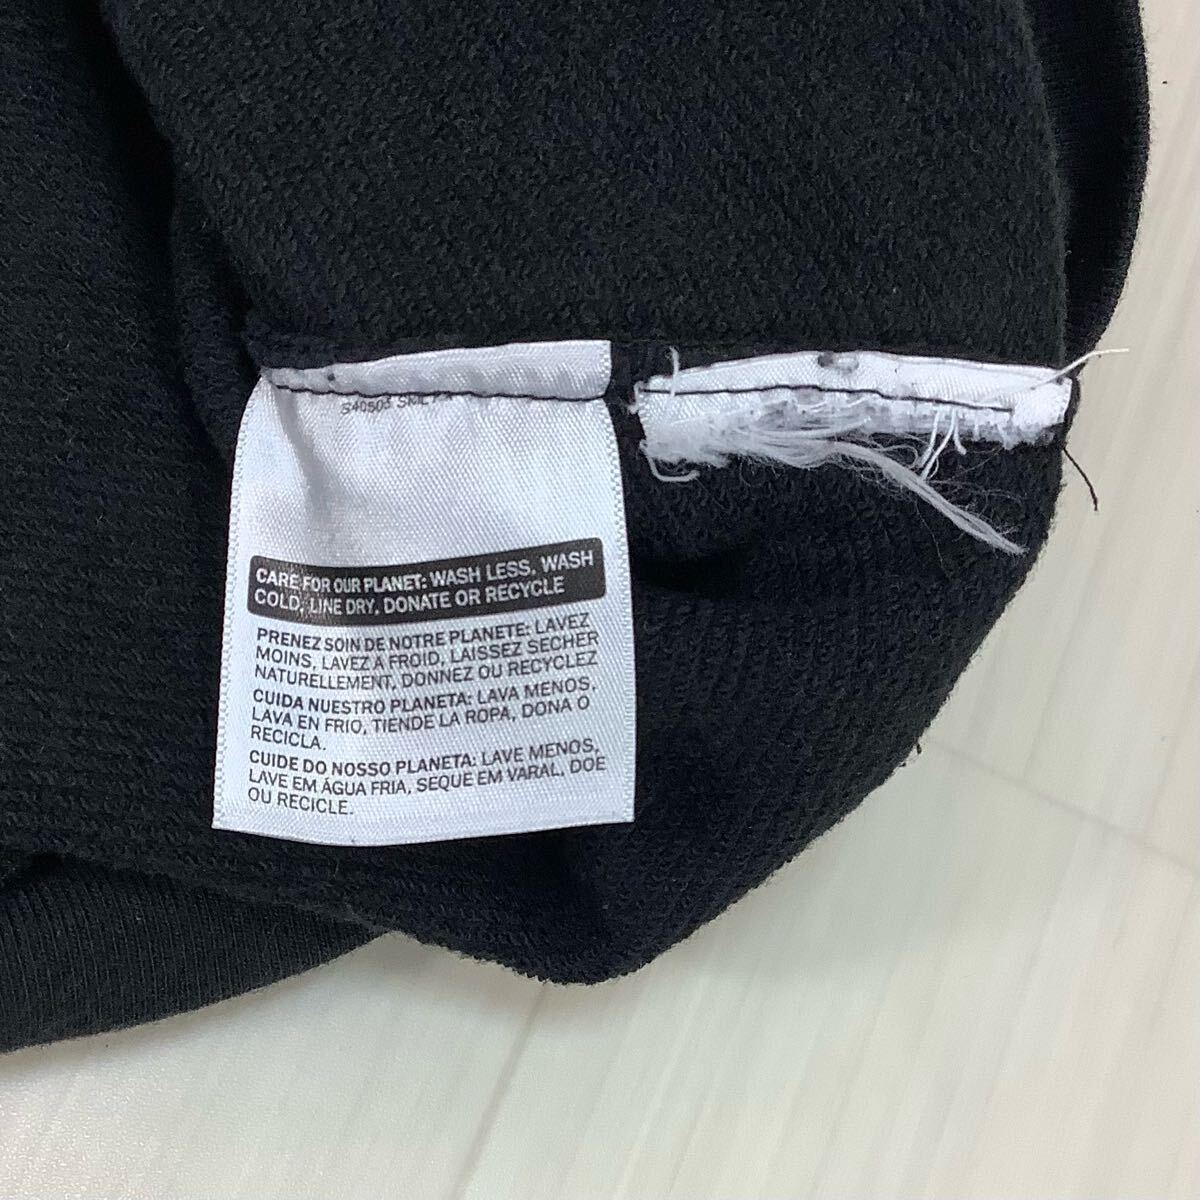 S40503
CARE FOR OUR PLANET: WASH LESS, WASH
COLD, LINE DRY, DONATE OR RECYCLE
PRENEZ SOIN DE NOTRE PLANETE: LAVEZ
MOINS, LAVEZ A FROID, LAISSEZ SECHER
NATURELLEMENT, DONNEZ OU RECYCLEZ
CUIDA NUESTRO PLANETA: LAVA MENOS,
LAVA EN FRIO, TIENDE LA ROPA, DONA O
RECICLA.
CUIDE DO NOSSO PLANETA: LAVE MENOS,
LAVE EM ÁGUA FRIA, SEQUE EM VARAL, DOE
OU RECICLE.